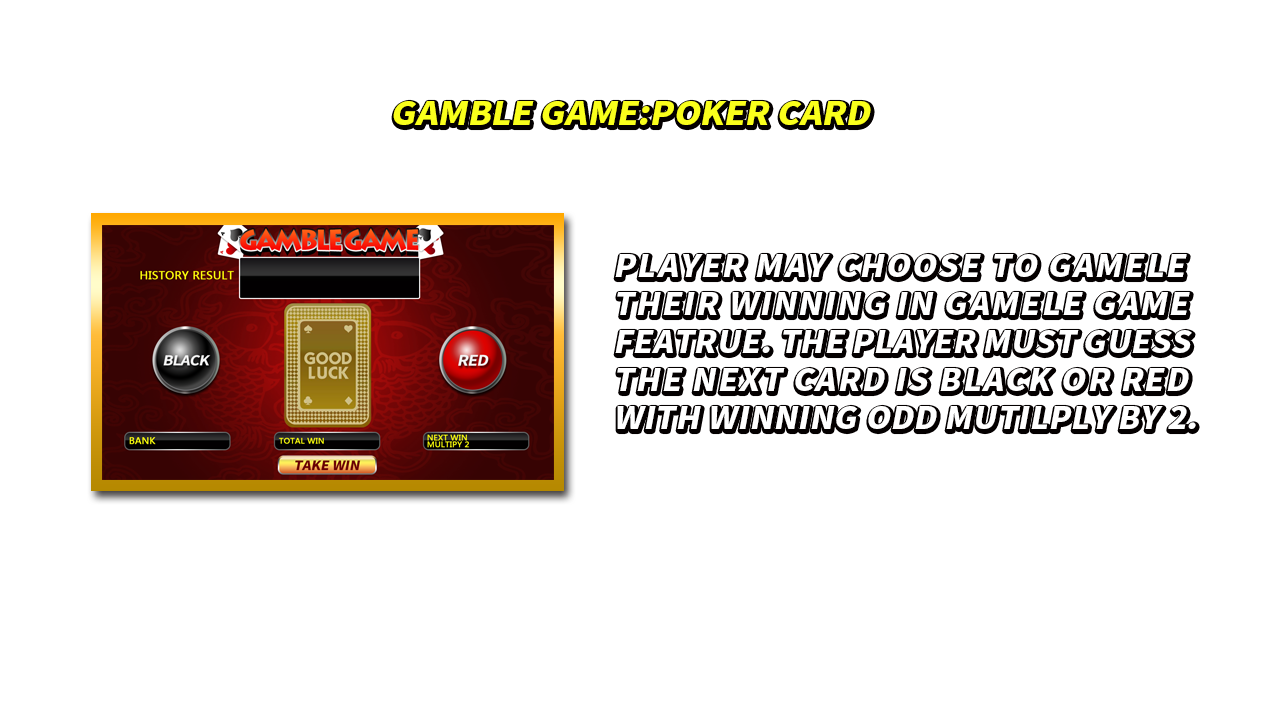 GAMBLE GAME:POKER CARD
GAMBLE GAME
HISTORY RESULT
BLACK
GOOD
LUCK
RED
BANK
TOTAL WIN
NEXT WIN
MULTIPY 2
TAKE WIN
PLAYER MAY CHOOSE TO GAMELE
THEIR WINNING IN GAMELE GAME
FEATRUE. THE PLAYER MUST GUESS
THE NEXT CARD IS BLACK OR RED
WITH WINNING ODD MUTILPLY BY 2.